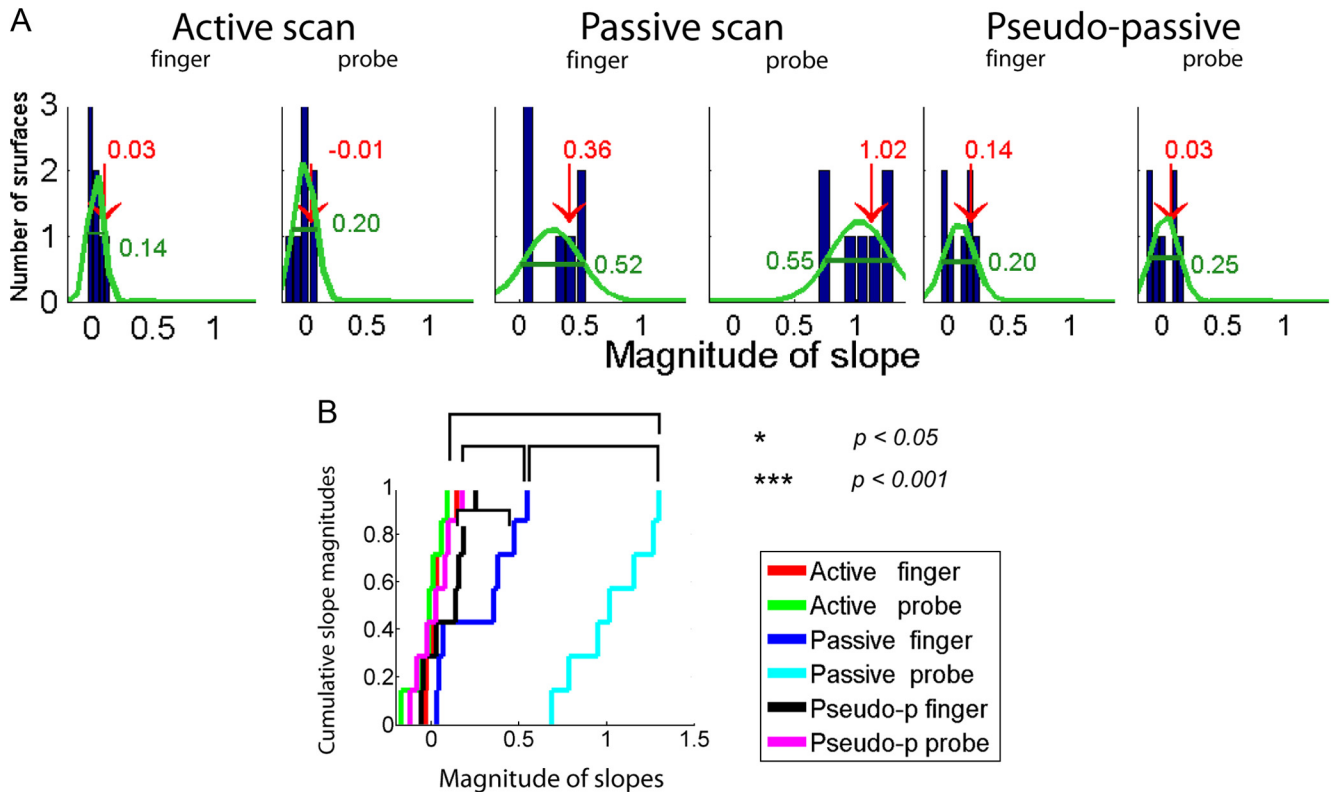 A
Active scan Passive scan Pseudo-passive
finger probe finger probe finger probe
Number of srurfaces
3
2
1
0
0.03 -0.01 0.36 1.02 0.14 0.03
0.14 0.20 0.52 0.55 0.20 0.25
0 0.5 1 0 0.5 1 0 0.5 1 0 0.5 1 0 0.5 1 0 0.5 1
Magnitude of slope
B
* p < 0.05
*** p < 0.001
Cumulative slope magnitudes
1
0.8
0.6
0.4
0.2
0
0 0.5 1 1.5
Magnitude of slopes
Active finger
Active probe
Passive finger
Passive probe
Pseudo-p finger
Pseudo-p probe